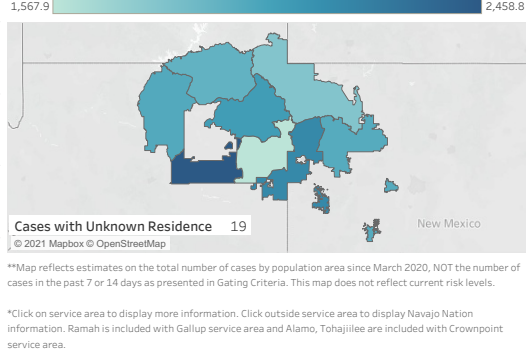 1,567.9 2,458.8
New Mexico
Cases with Unknown Residence 19
© 2021 Mapbox © OpenStreetMap
**Map reflects estimates on the total number of cases by population area since March 2020, NOT the number of
cases in the past 7 or 14 days as presented in Gating Criteria. This map does not reflect current risk levels.
*Click on service area to display more information. Click outside service area to display Navajo Nation
information. Ramah is included with Gallup service area and Alamo, Tohajiilee are included with Crownpoint
service area.